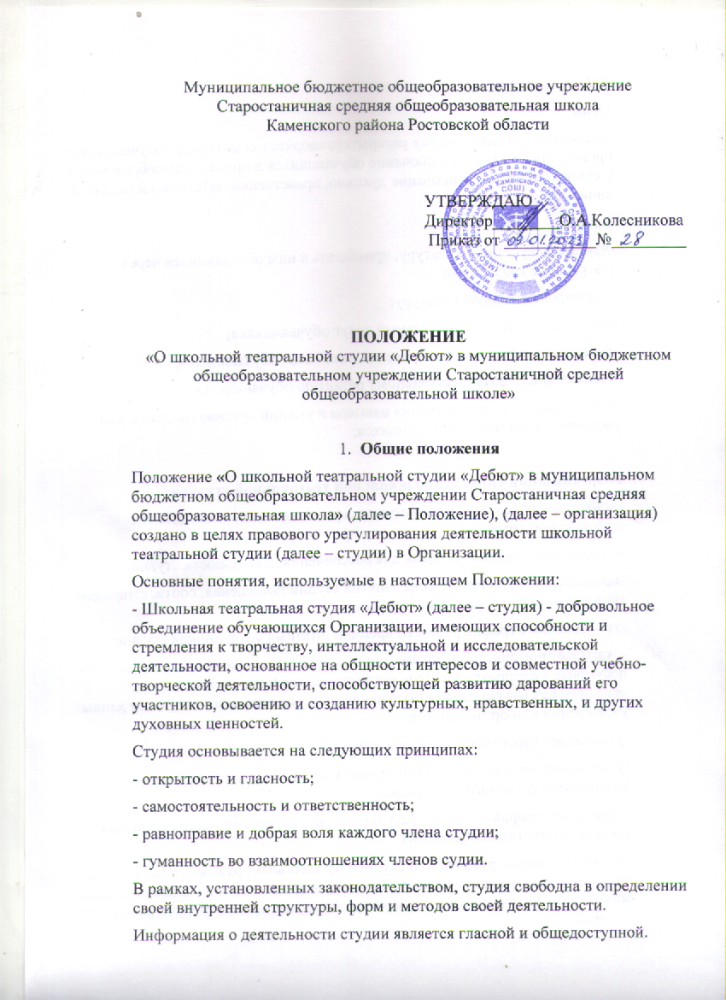 Муниципальное бюджетное общеобразовательное учреждение
Старостаничная средняя общеобразовательная школа
Каменского района Ростовской области
УТВЕРЖДАЮ
Директор ________ О.А.Колесникова
Приказ от 09.01.2023 № 28
ПОЛОЖЕНИЕ
«О школьной театральной студии «Дебют» в муниципальном бюджетном
общеобразовательном учреждении Старостаничной средней
общеобразовательной школе»
1. Общие положения
Положение «О школьной театральной студии «Дебют» в муниципальном
бюджетном общеобразовательном учреждении Старостаничная средняя
общеобразовательная школа» (далее – Положение), (далее – организация)
создано в целях правового урегулирования деятельности школьной
театральной студии (далее – студии) в Организации.
Основные понятия, используемые в настоящем Положении:
- Школьная театральная студия «Дебют» (далее – студия) - добровольное
объединение обучающихся Организации, имеющих способности и
стремления к творчеству, интеллектуальной и исследовательской
деятельности, основанное на общности интересов и совместной учебно-
творческой деятельности, способствующей развитию дарований его
участников, освоению и созданию культурных, нравственных, и других
духовных ценностей.
Студия основывается на следующих принципах:
- открытость и гласность;
- самостоятельность и ответственность;
- равноправие и добрая воля каждого члена студии;
- гуманность во взаимоотношениях членов судии.
В рамках, установленных законодательством, студия свободна в определении
своей внутренней структуры, форм и методов своей деятельности.
Информация о деятельности студии является гласной и общедоступной.